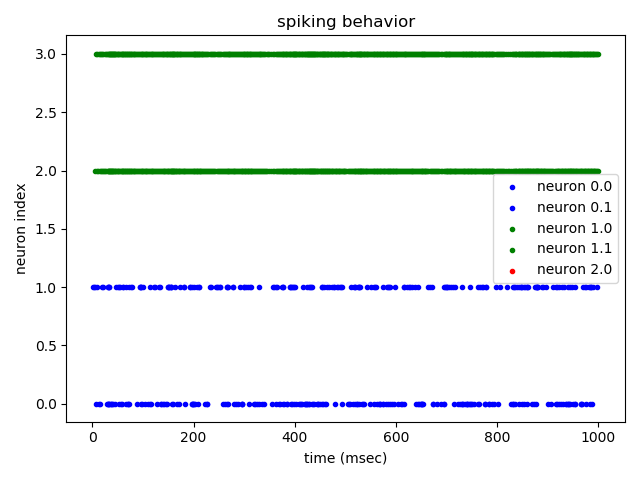 spiking behavior
3.0
2.5
2.0
1.5
1.0
0.5
0.0
neuron index
neuron 0.0
neuron 0.1
neuron 1.0
neuron 1.1
neuron 2.0
0 200 400 600 800 1000
time (msec)